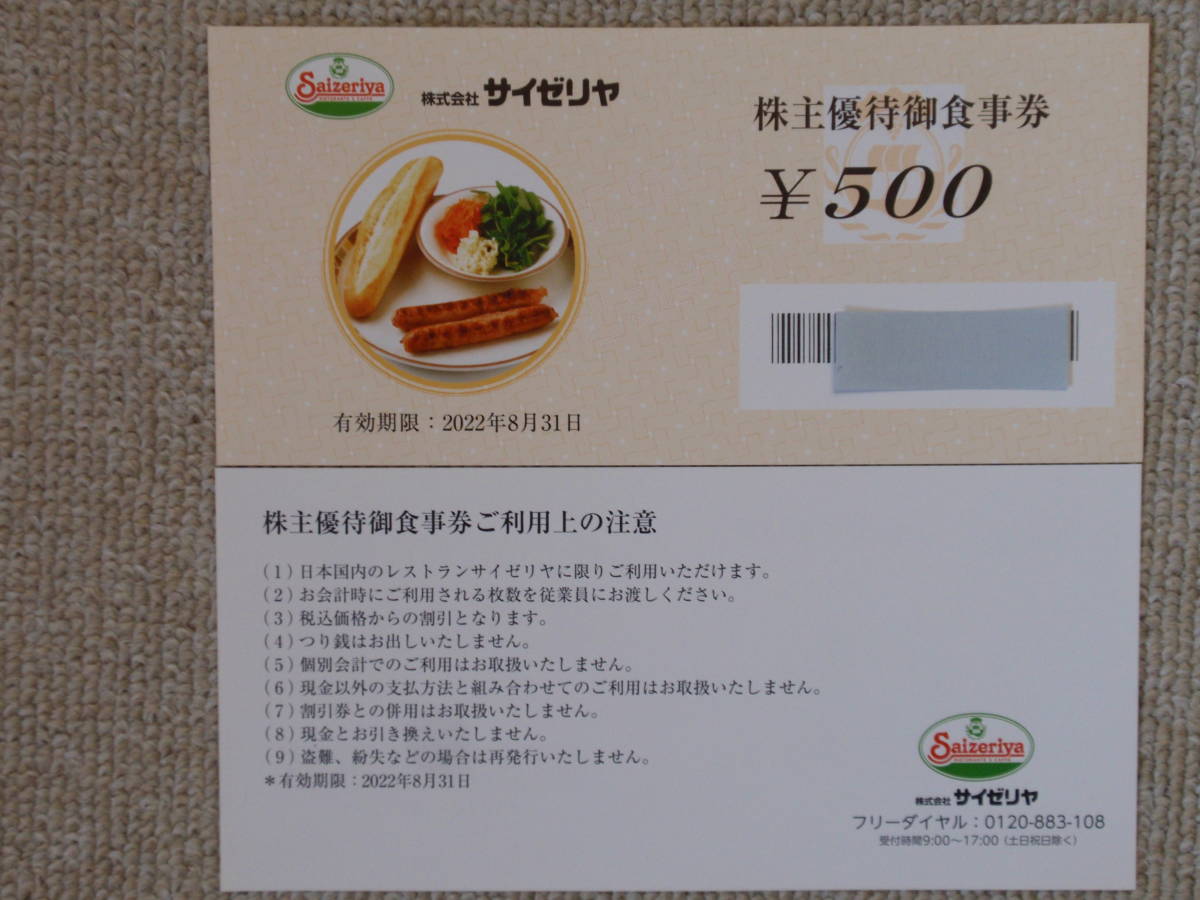 Saizeriya
RISTORANTE E CAFFÈ
株式会社 サイゼリヤ
株主優待御食事券
¥500
有効期限：2022年8月31日
株主優待御食事券ご利用上の注意
（1）日本国内のレストランサイゼリヤに限りご利用いただけます。
（2）お会計時にご利用される枚数を従業員にお渡しください。
（3）税込価格からの割引となります。
（4）つり銭はお出しいたしません。
（5）個別会計でのご利用はお取扱いたしません。
（6）現金以外の支払方法と組み合わせてのご利用はお取扱いたしません。
（7）割引券との併用はお取扱いたしません。
（8）現金とお引き換えいたしません。
（9）盗難、紛失などの場合は再発行いたしません。
＊有効期限：2022年8月31日
Saizeriya
RISTORANTE E CAFFÈ
株式会社 サイゼリヤ
フリーダイヤル：0120-883-108
受付時間9:00～17:00（土日祝日除く）